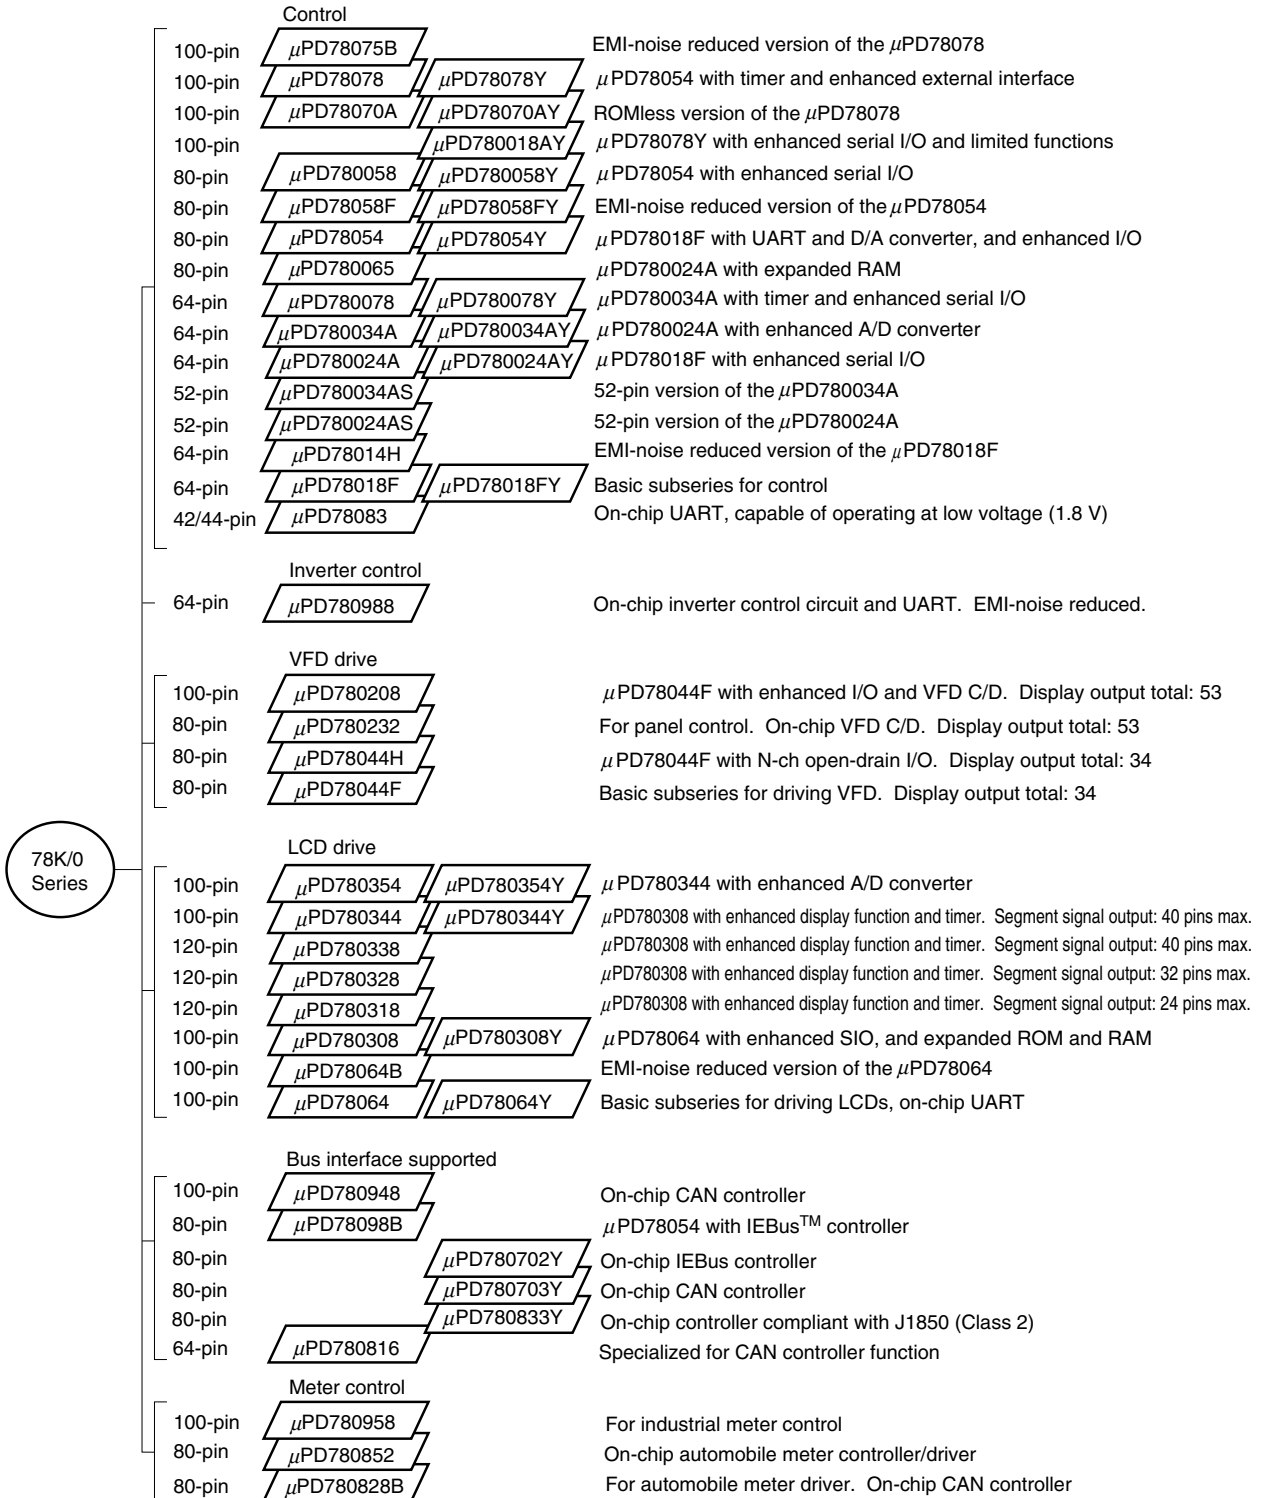 Control
100-pin μPD78075B EMI-noise reduced version of the μPD78078
100-pin μPD78078 μPD78078Y μPD78054 with timer and enhanced external interface
100-pin μPD78070A μPD78070AY ROMless version of the μPD78078
100-pin μPD780018AY μPD78078Y with enhanced serial I/O and limited functions
80-pin μPD780058 μPD780058Y μPD78054 with enhanced serial I/O
80-pin μPD78058F μPD78058FY EMI-noise reduced version of the μPD78054
80-pin μPD78054 μPD78054Y μPD78018F with UART and D/A converter, and enhanced I/O
80-pin μPD780065 μPD780024A with expanded RAM
64-pin μPD780078 μPD780078Y μPD780034A with timer and enhanced serial I/O
64-pin μPD780034A μPD780034AY μPD780024A with enhanced A/D converter
64-pin μPD780024A μPD780024AY μPD78018F with enhanced serial I/O
52-pin μPD780034AS 52-pin version of the μPD780034A
52-pin μPD780024AS 52-pin version of the μPD780024A
64-pin μPD78014H EMI-noise reduced version of the μPD78018F
64-pin μPD78018F μPD78018FY Basic subseries for control
42/44-pin μPD78083 On-chip UART, capable of operating at low voltage (1.8 V)
Inverter control
64-pin μPD780988 On-chip inverter control circuit and UART. EMI-noise reduced.
VFD drive
100-pin μPD780208 μPD78044F with enhanced I/O and VFD C/D. Display output total: 53
80-pin μPD780232 For panel control. On-chip VFD C/D. Display output total: 53
80-pin μPD78044H μPD78044F with N-ch open-drain I/O. Display output total: 34
80-pin μPD78044F Basic subseries for driving VFD. Display output total: 34
78K/0
Series
LCD drive
100-pin μPD780354 μPD780354Y μPD780344 with enhanced A/D converter
100-pin μPD780344 μPD780344Y μPD780308 with enhanced display function and timer. Segment signal output: 40 pins max.
120-pin μPD780338 μPD780308 with enhanced display function and timer. Segment signal output: 40 pins max.
120-pin μPD780328 μPD780308 with enhanced display function and timer. Segment signal output: 32 pins max.
120-pin μPD780318 μPD780308 with enhanced display function and timer. Segment signal output: 24 pins max.
100-pin μPD780308 μPD780308Y μPD78064 with enhanced SIO, and expanded ROM and RAM
100-pin μPD78064B EMI-noise reduced version of the μPD78064
100-pin μPD78064 μPD78064Y Basic subseries for driving LCDs, on-chip UART
Bus interface supported
100-pin μPD780948 On-chip CAN controller
80-pin μPD78098B μPD78054 with IEBus™ controller
80-pin μPD780702Y On-chip IEBus controller
80-pin μPD780703Y On-chip CAN controller
80-pin μPD780833Y On-chip controller compliant with J1850 (Class 2)
64-pin μPD780816 Specialized for CAN controller function
Meter control
100-pin μPD780958 For industrial meter control
80-pin μPD780852 On-chip automobile meter controller/driver
80-pin μPD780828B For automobile meter driver. On-chip CAN controller